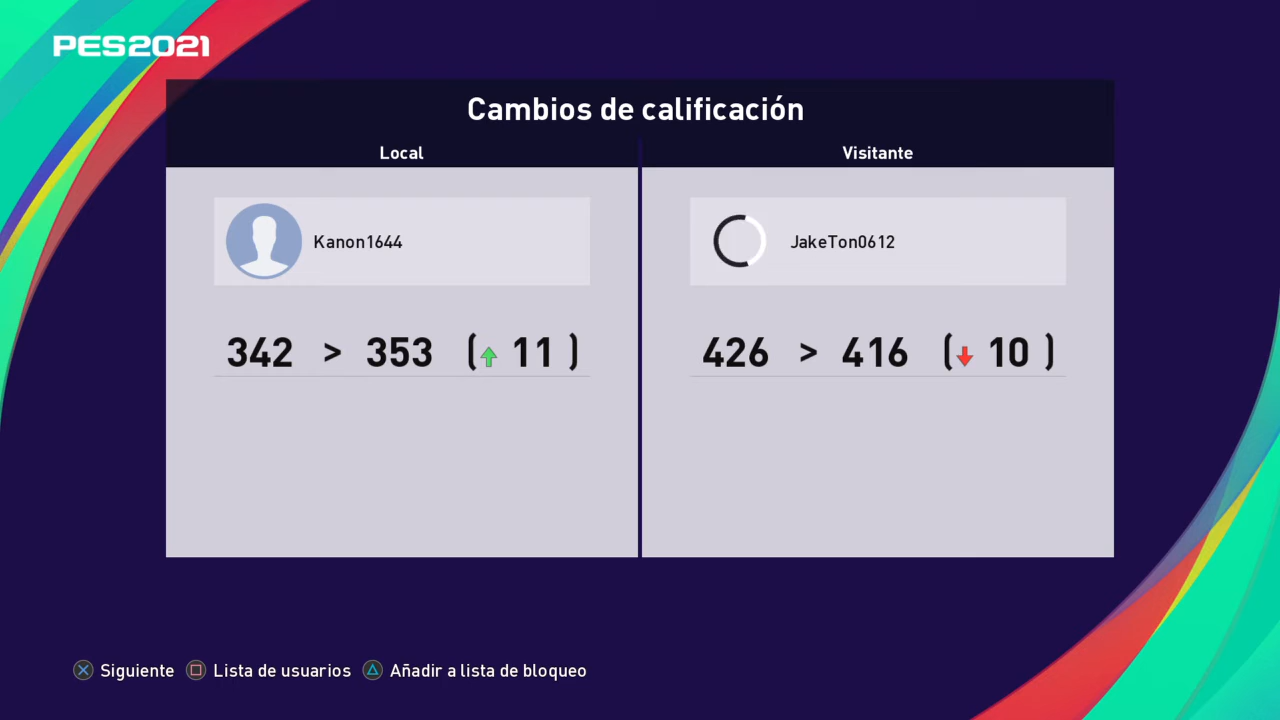 PES2021
Cambios de calificación
Local
Visitante
Kanon1644
JakeTon0612
342 > 353 ( 11 )
426 > 416 ( 10 )
Siguiente Lista de usuarios Añadir a lista de bloqueo